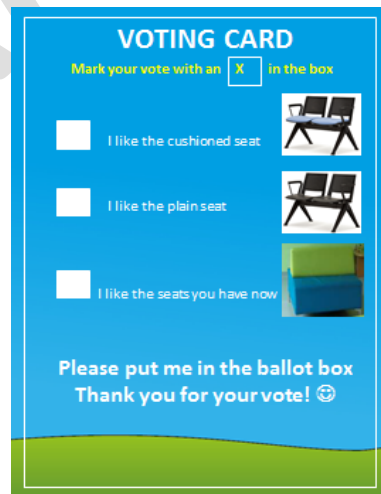 VOTING CARD
Mark your vote with an X in the box
I like the cushioned seat
I like the plain seat
I like the seats you have now
Please put me in the ballot box
Thank you for your vote! ☺